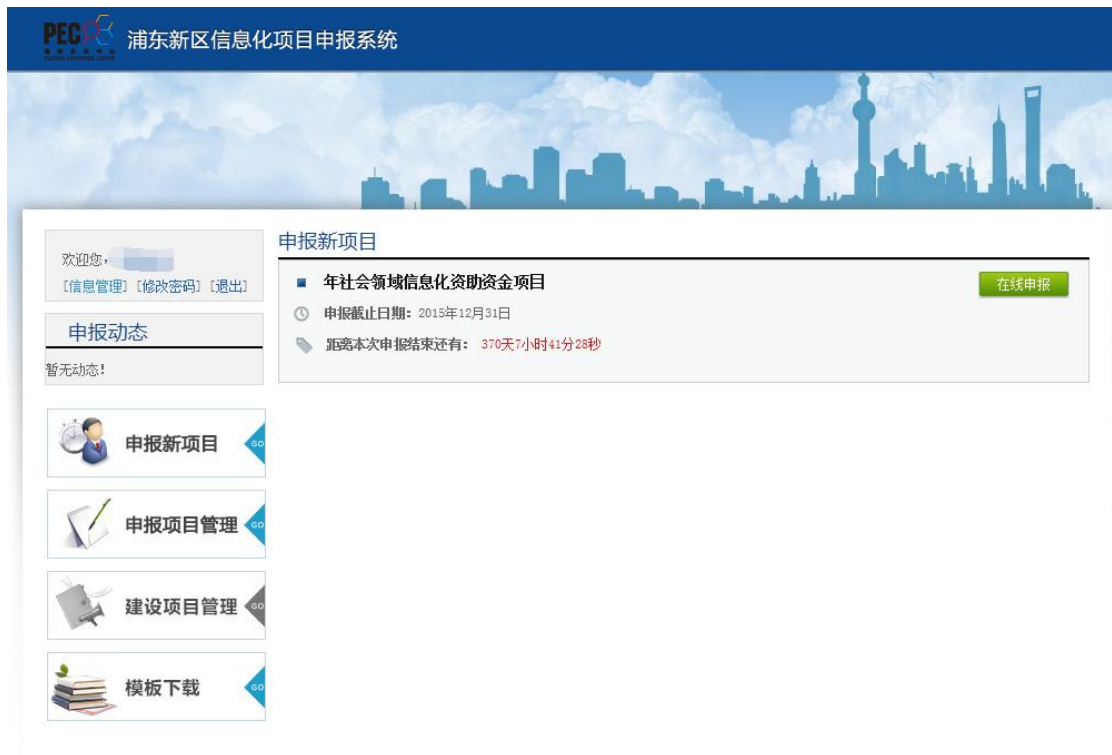 PEC
浦东新区信息化项目申报系统
欢迎您，
[信息管理] [修改密码] [退出]
申报动态
暂无动态!
申报新项目 GO
申报项目管理 GO
建设项目管理 GO
模板下载 GO
申报新项目
年社会领域信息化资助资金项目
在线申报
申报截止日期：2015年12月31日
距离本次申报结束还有：370天7小时41分28秒